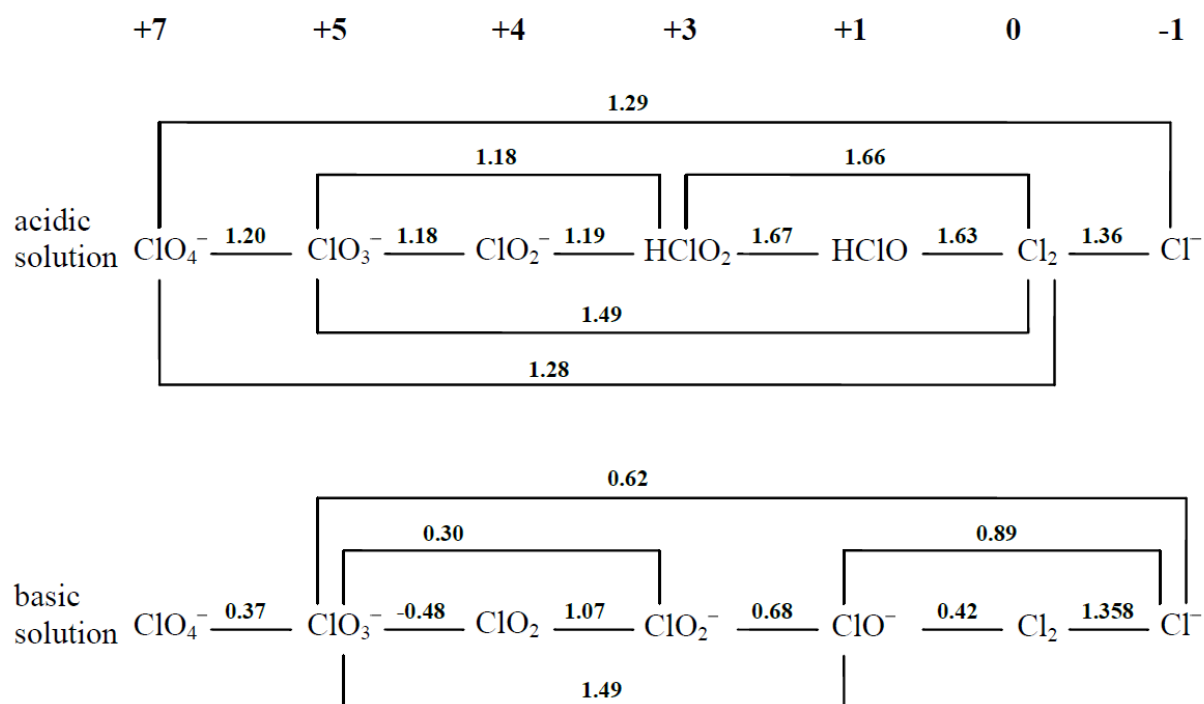 +7 +5 +4 +3 +1 0 -1
1.29
1.18 1.66
acidic solution
ClO₄⁻ 1.20 ClO₃⁻ 1.18 ClO₂⁻ 1.19 HClO₂ 1.67 HClO 1.63 Cl₂ 1.36 Cl⁻
1.49
1.28
0.62
0.30 0.89
basic solution
ClO₄⁻ 0.37 ClO₃⁻ -0.48 ClO₂ 1.07 ClO₂⁻ 0.68 ClO⁻ 0.42 Cl₂ 1.358 Cl⁻
1.49